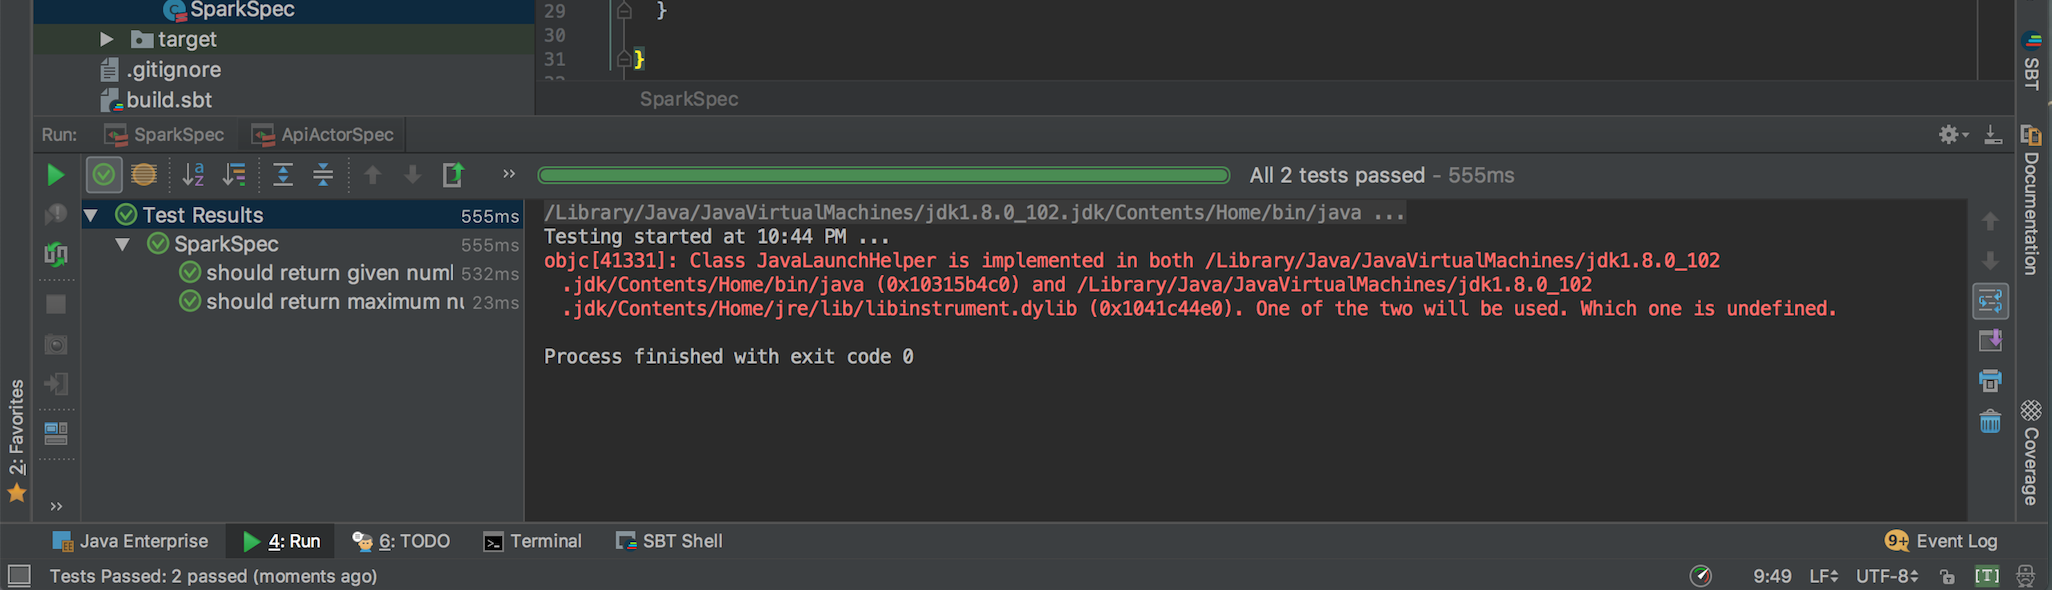 SparkSpec
target
.gitignore
build.sbt
29 }
30
31 }
SparkSpec
SBT
Documentation
Coverage
2: Favorites
Run: SparkSpec ApiActorSpec
All 2 tests passed – 555ms
Test Results 555ms
SparkSpec 555ms
should return given numl 532ms
should return maximum nu 23ms
/Library/Java/JavaVirtualMachines/jdk1.8.0_102.jdk/Contents/Home/bin/java ...
Testing started at 10:44 PM ...
objc[41331]: Class JavaLaunchHelper is implemented in both /Library/Java/JavaVirtualMachines/jdk1.8.0_102
.jdk/Contents/Home/bin/java (0x10315b4c0) and /Library/Java/JavaVirtualMachines/jdk1.8.0_102
.jdk/Contents/Home/jre/lib/libinstrument.dylib (0x1041c44e0). One of the two will be used. Which one is undefined.
Process finished with exit code 0
Java Enterprise 4: Run 6: TODO Terminal SBT Shell 9+ Event Log
Tests Passed: 2 passed (moments ago) 9:49 LF UTF-8 [T]